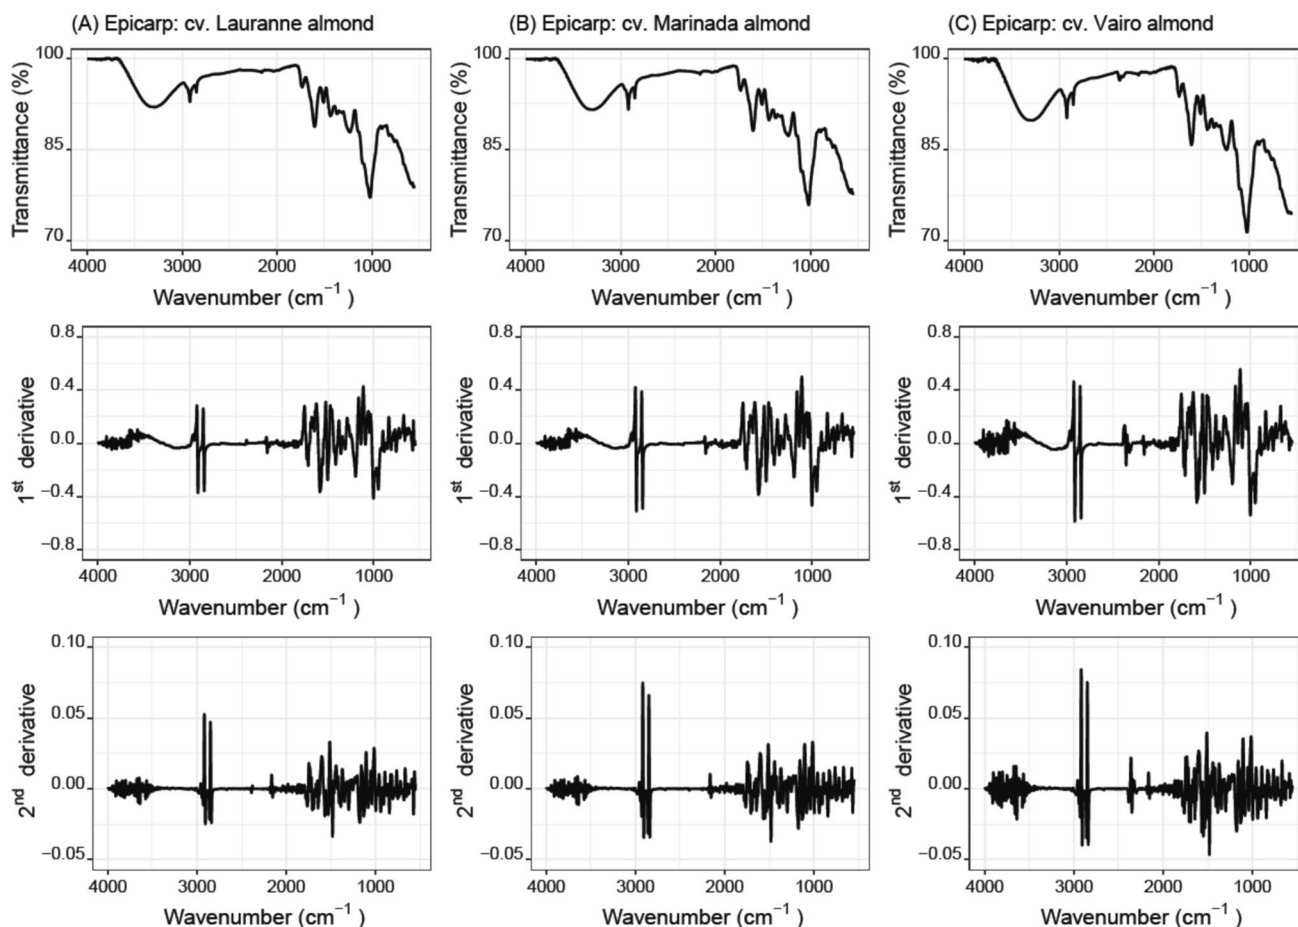 (A) Epicarp: cv. Lauranne almond
(B) Epicarp: cv. Marinada almond
(C) Epicarp: cv. Vairo almond
Transmittance (%)
100
85
70
4000 3000 2000 1000
Wavenumber (cm⁻¹ )
Transmittance (%)
100
85
70
4000 3000 2000 1000
Wavenumber (cm⁻¹ )
Transmittance (%)
100
85
70
4000 3000 2000 1000
Wavenumber (cm⁻¹ )
1st derivative
0.8
0.4
0.0
−0.4
−0.8
4000 3000 2000 1000
Wavenumber (cm⁻¹ )
1st derivative
0.8
0.4
0.0
−0.4
−0.8
4000 3000 2000 1000
Wavenumber (cm⁻¹ )
1st derivative
0.8
0.4
0.0
−0.4
−0.8
4000 3000 2000 1000
Wavenumber (cm⁻¹ )
2nd derivative
0.10
0.05
0.00
−0.05
4000 3000 2000 1000
Wavenumber (cm⁻¹ )
2nd derivative
0.10
0.05
0.00
−0.05
4000 3000 2000 1000
Wavenumber (cm⁻¹ )
2nd derivative
0.10
0.05
0.00
−0.05
4000 3000 2000 1000
Wavenumber (cm⁻¹ )